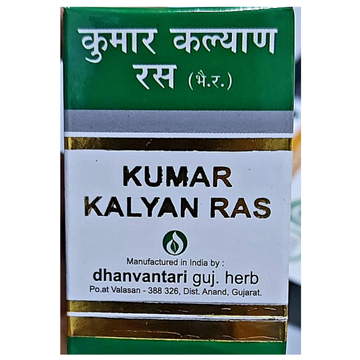 कुमार कल्याण
रस (भै.र.)
KUMAR
KALYAN RAS
Manufactured in India by :
dhanvantari guj. herb
Po.at Valasan - 388 326, Dist. Anand, Gujarat.